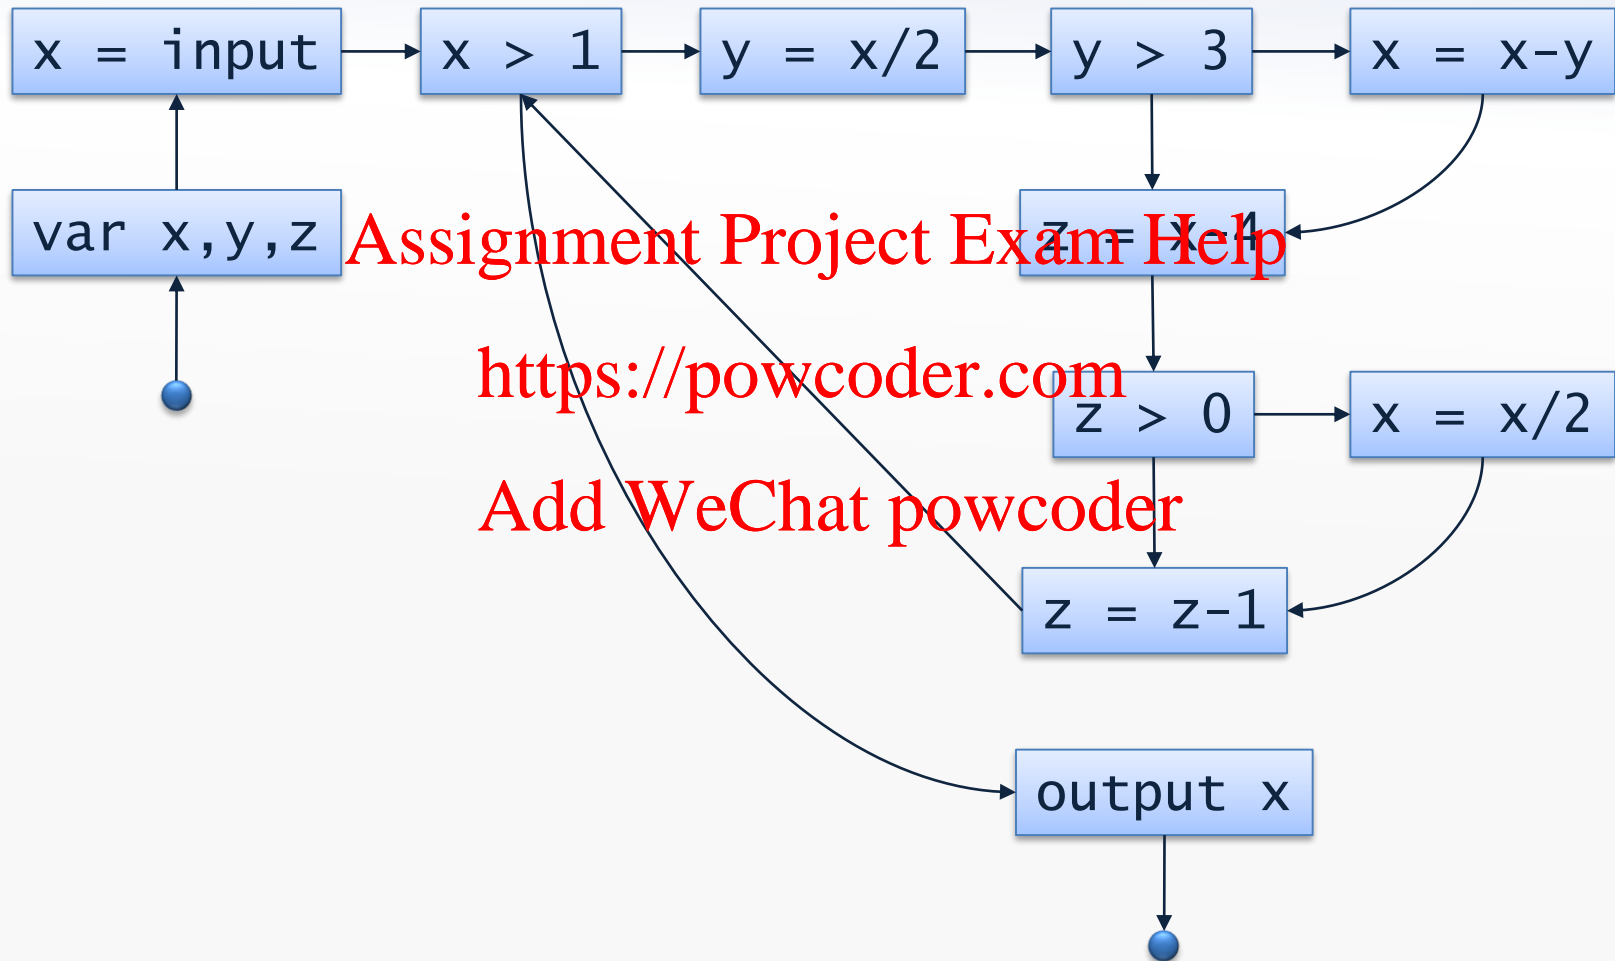 x = input
x > 1
y = x/2
y > 3
x = x-y
var x,y,z
Assignment Project Exam Help
z = x-4
https://powcoder.com
z > 0
x = x/2
Add WeChat powcoder
z = z-1
output x